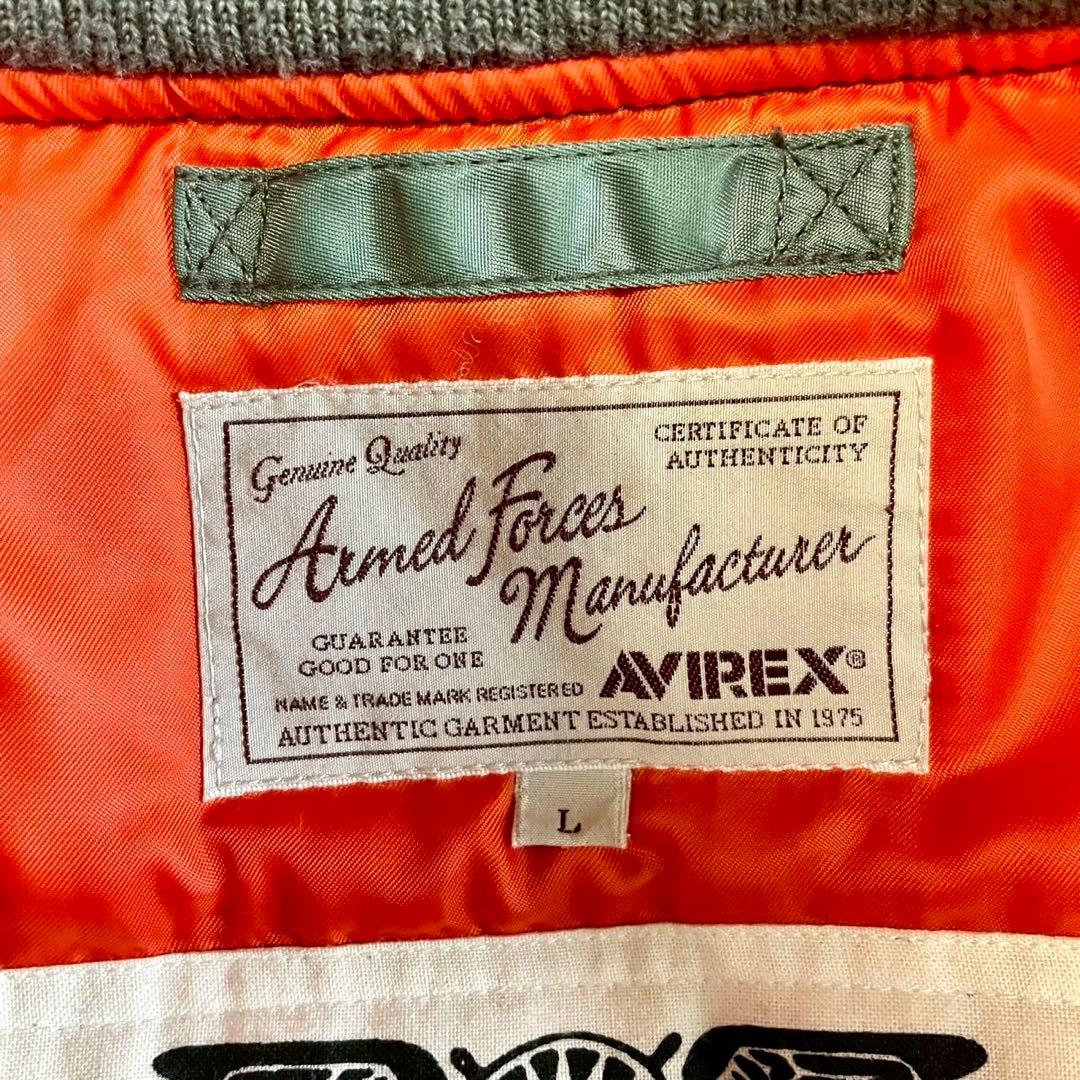 Genuine Quality
CERTIFICATE OF
AUTHENTICITY
Armed Forces
Manufacturer
GUARANTEE
GOOD FOR ONE
NAME & TRADE MARK REGISTERED
AVIREX®
AUTHENTIC GARMENT ESTABLISHED IN 1975
L